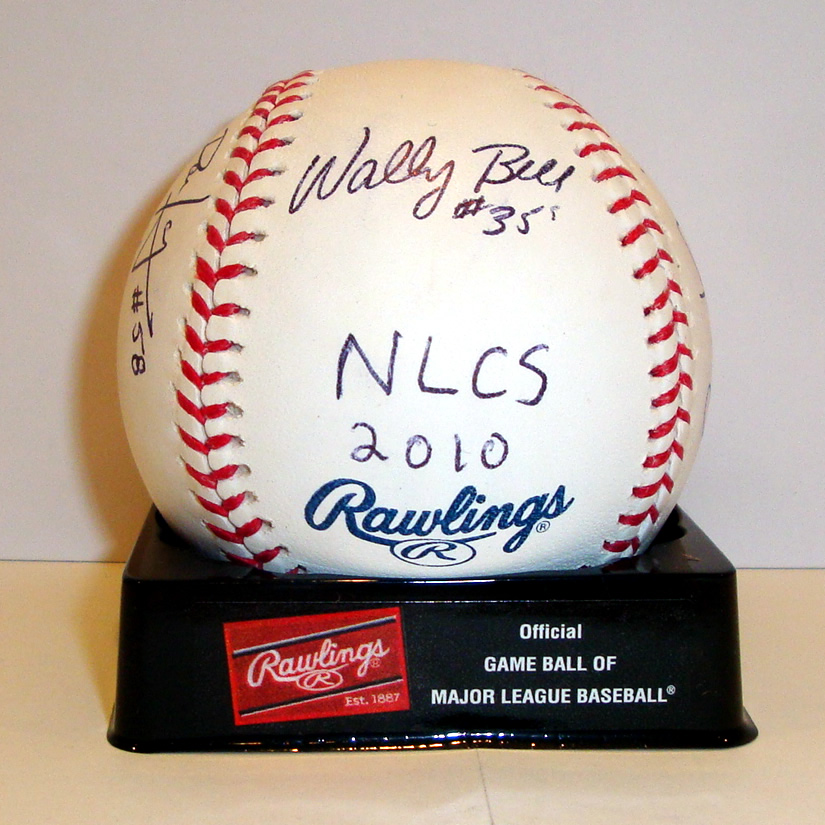 Wally Bell
#35
#58
NLCS
2010
Rawlings®
R
Rawlings®
R
Est. 1887
Official
GAME BALL OF
MAJOR LEAGUE BASEBALL®